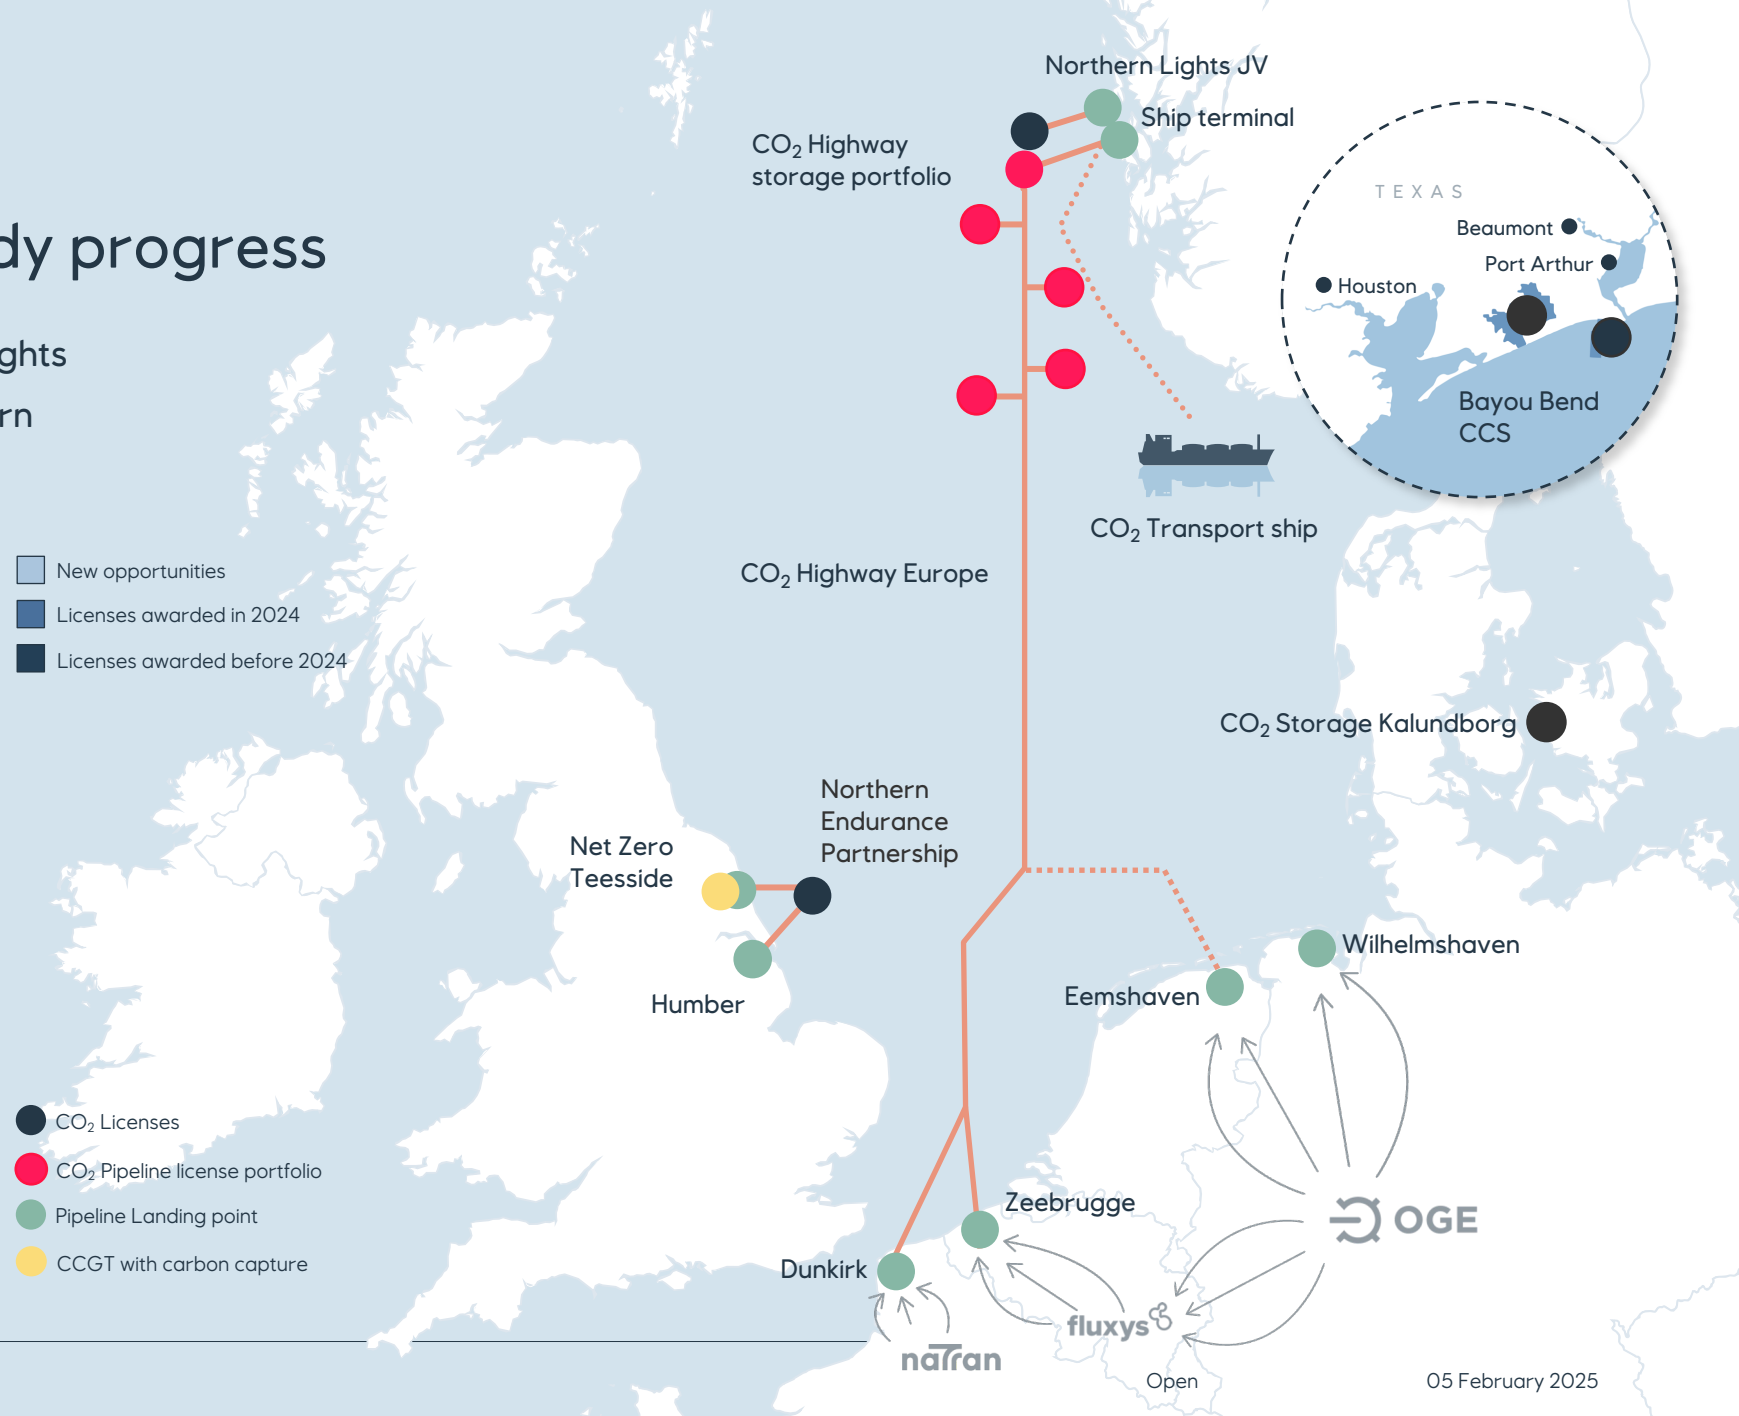 dy progress
ghts
rn
New opportunities
Licenses awarded in 2024
Licenses awarded before 2024
CO₂ Licenses
CO₂ Pipeline license portfolio
Pipeline Landing point
CCGT with carbon capture
Northern Lights JV
Ship terminal
CO₂ Highway
storage portfolio
TEXAS
Beaumont
Port Arthur
Houston
Bayou Bend
CCS
CO₂ Transport ship
CO₂ Highway Europe
CO₂ Storage Kalundborg
Northern
Endurance
Partnership
Net Zero
Teesside
Humber
Wilhelmshaven
Eemshaven
Zeebrugge
Dunkirk
OGE
fluxys
naTran
Open
05 February 2025